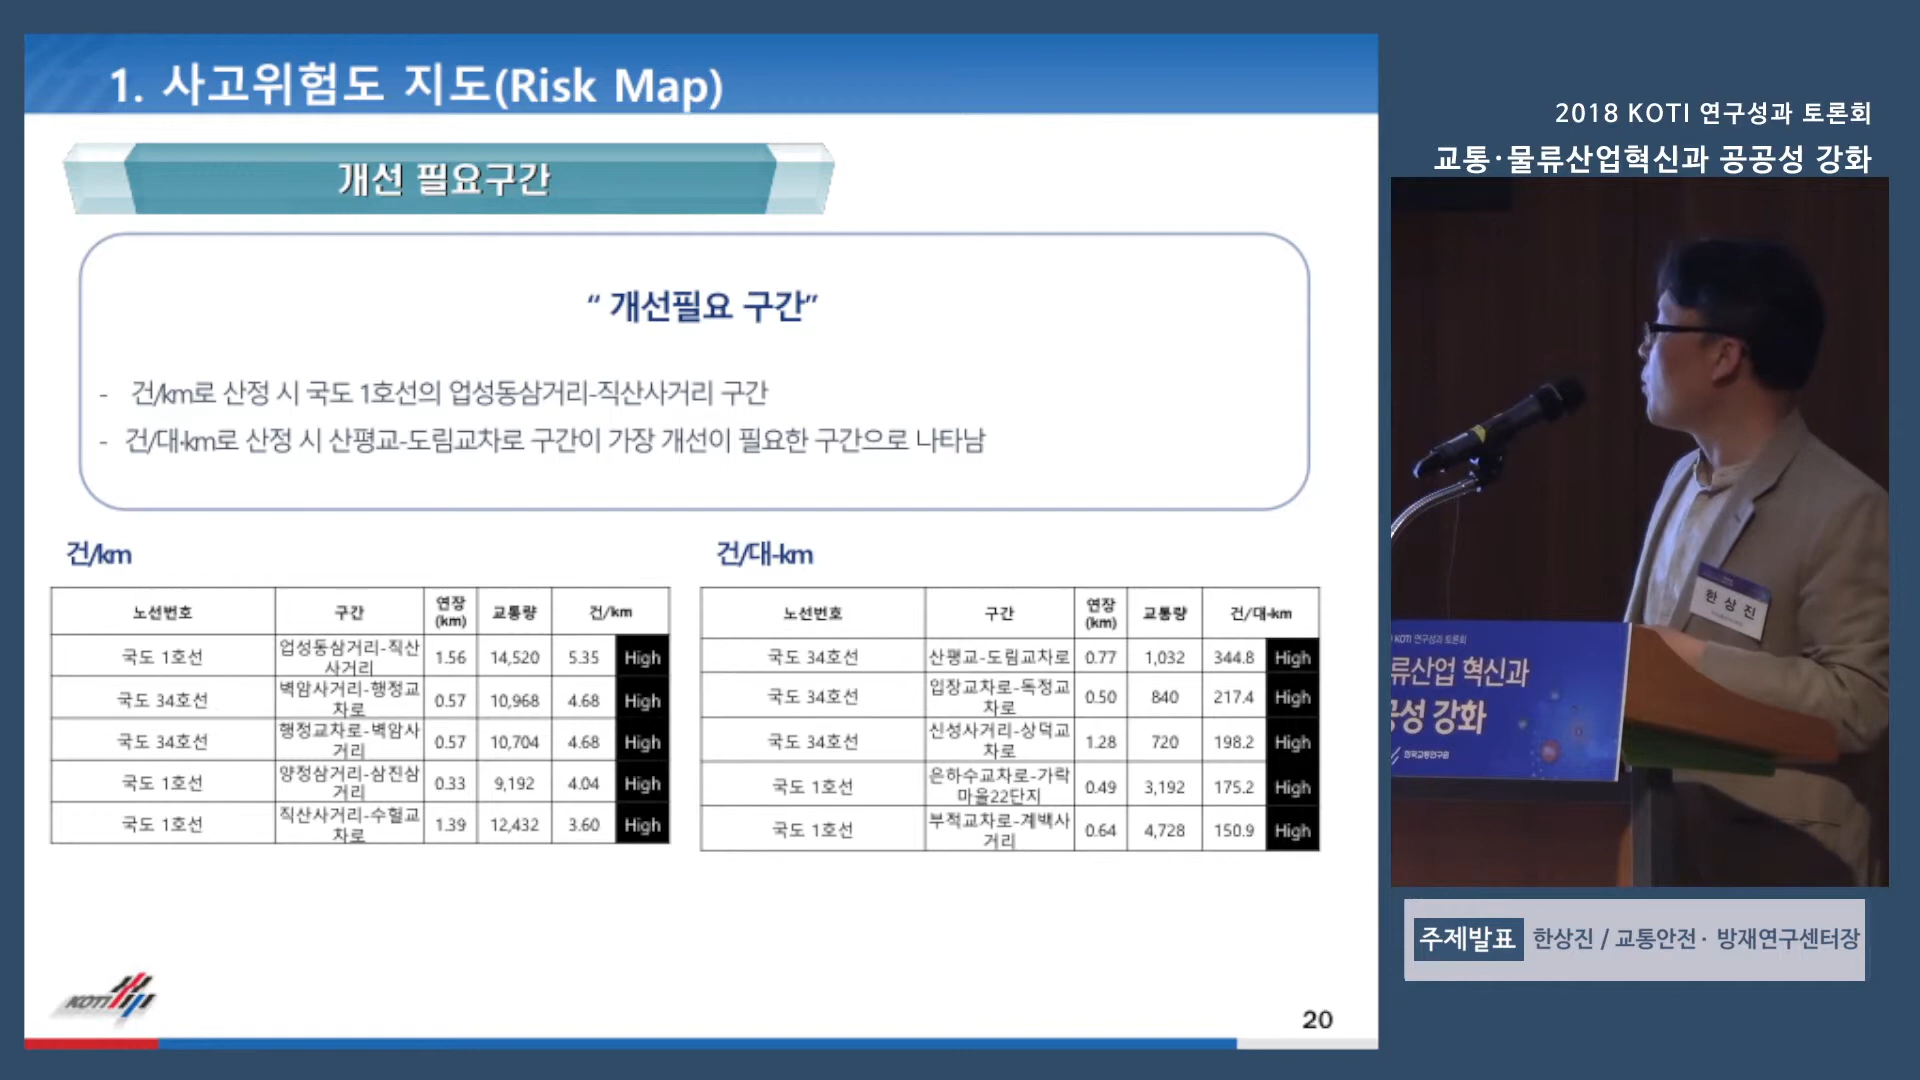 1. 사고위험도 지도(Risk Map)
개선 필요구간
“ 개선필요 구간”
- 건/km로 산정 시 국도 1호선의 업성동삼거리-직산사거리 구간
- 건/대·km로 산정 시 산평교-도림교차로 구간이 가장 개선이 필요한 구간으로 나타남
건/km
노선번호 구간 연장(km) 교통량 건/km
국도 1호선 업성동삼거리-직산사거리 1.56 14,520 5.35 High
국도 34호선 벽암사거리-행정교차로 0.57 10,968 4.68 High
국도 34호선 행정교차로-벽암사거리 0.57 10,704 4.68 High
국도 1호선 양정삼거리-삼진삼거리 0.33 9,192 4.04 High
국도 1호선 직산사거리-수헐교차로 1.39 12,432 3.60 High
건/대-km
노선번호 구간 연장(km) 교통량 건/대-km
국도 34호선 산평교-도림교차로 0.77 1,032 344.8 High
국도 34호선 입장교차로-독정교차로 0.50 840 217.4 High
국도 34호선 신성사거리-상덕교차로 1.28 720 198.2 High
국도 1호선 은하수교차로-가락마을22단지 0.49 3,192 175.2 High
국도 1호선 부적교차로-계백사거리 0.64 4,728 150.9 High
KOTI
20
2018 KOTI 연구성과 토론회
교통·물류산업혁신과 공공성 강화
한 상 진
KOTI 연구성과 토론회
류산업 혁신과
공성 강화
한국교통연구원
주제발표 한상진 / 교통안전· 방재연구센터장